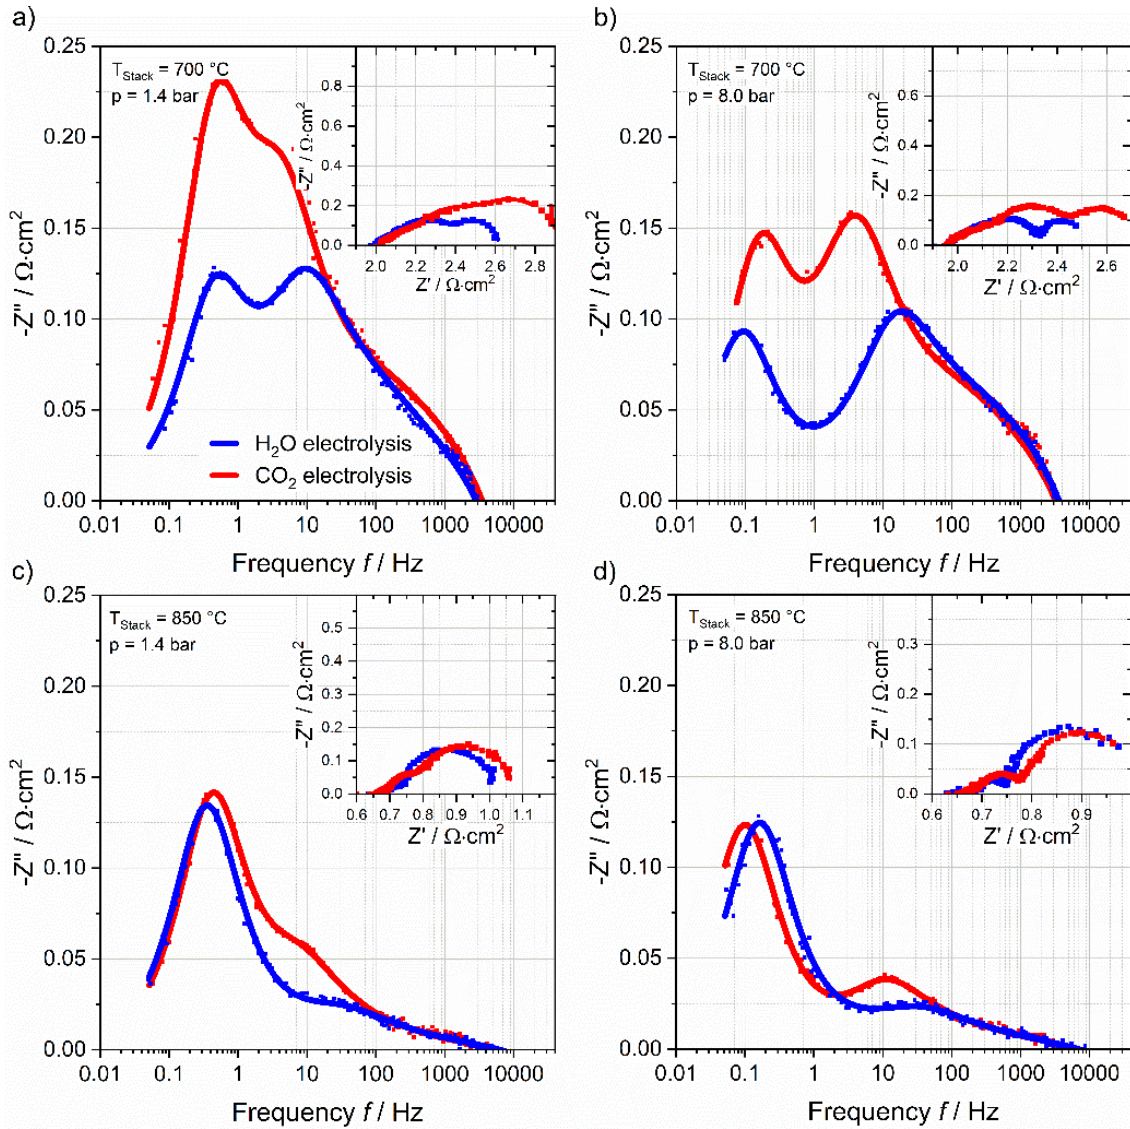 a)
T_Stack = 700 °C
p = 1.4 bar
-Z'' / Ω·cm²
0.25
0.20
0.15
0.10
0.05
0.00
0.01 0.1 1 10 100 1000 10000
Frequency f / Hz
H₂O electrolysis
CO₂ electrolysis
-Z'' / Ω·cm²
0.8
0.6
0.4
0.2
0.0
2.0 2.2 2.4 2.6 2.8
Z' / Ω·cm²
b)
T_Stack = 700 °C
p = 8.0 bar
-Z'' / Ω·cm²
0.25
0.20
0.15
0.10
0.05
0.00
0.01 0.1 1 10 100 1000 10000
Frequency f / Hz
-Z'' / Ω·cm²
0.6
0.4
0.2
0.0
2.0 2.2 2.4 2.6
Z' / Ω·cm²
c)
T_Stack = 850 °C
p = 1.4 bar
-Z'' / Ω·cm²
0.25
0.20
0.15
0.10
0.05
0.00
0.01 0.1 1 10 100 1000 10000
Frequency f / Hz
-Z'' / Ω·cm²
0.5
0.4
0.3
0.2
0.1
0.0
0.6 0.7 0.8 0.9 1.0 1.1
Z' / Ω·cm²
d)
T_Stack = 850 °C
p = 8.0 bar
-Z'' / Ω·cm²
0.25
0.20
0.15
0.10
0.05
0.00
0.01 0.1 1 10 100 1000 10000
Frequency f / Hz
-Z'' / Ω·cm²
0.3
0.2
0.1
0.0
0.6 0.7 0.8 0.9
Z' / Ω·cm²